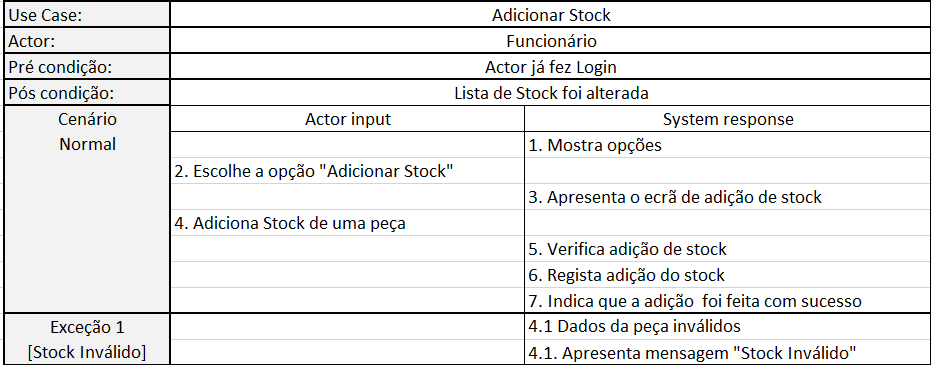 Use Case: Adicionar Stock
Actor: Funcionário
Pré condição: Actor já fez Login
Pós condição: Lista de Stock foi alterada
Cenário Normal
Actor input System response
1. Mostra opções
2. Escolhe a opção "Adicionar Stock"
3. Apresenta o ecrã de adição de stock
4. Adiciona Stock de uma peça
5. Verifica adição de stock
6. Regista adição do stock
7. Indica que a adição  foi feita com sucesso
Exceção 1
[Stock Inválido]
4.1 Dados da peça inválidos
4.1. Apresenta mensagem "Stock Inválido"